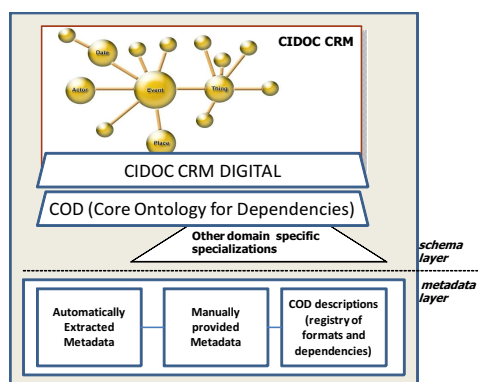 CIDOC CRM
Date
Actor
Event
Thing
Place
CIDOC CRM DIGITAL
COD (Core Ontology for Dependencies)
Other domain specific
specializations
schema
layer
metadata
layer
Automatically
Extracted
Metadata
Manually
provided
Metadata
COD descriptions
(registry of
formats and
dependencies)